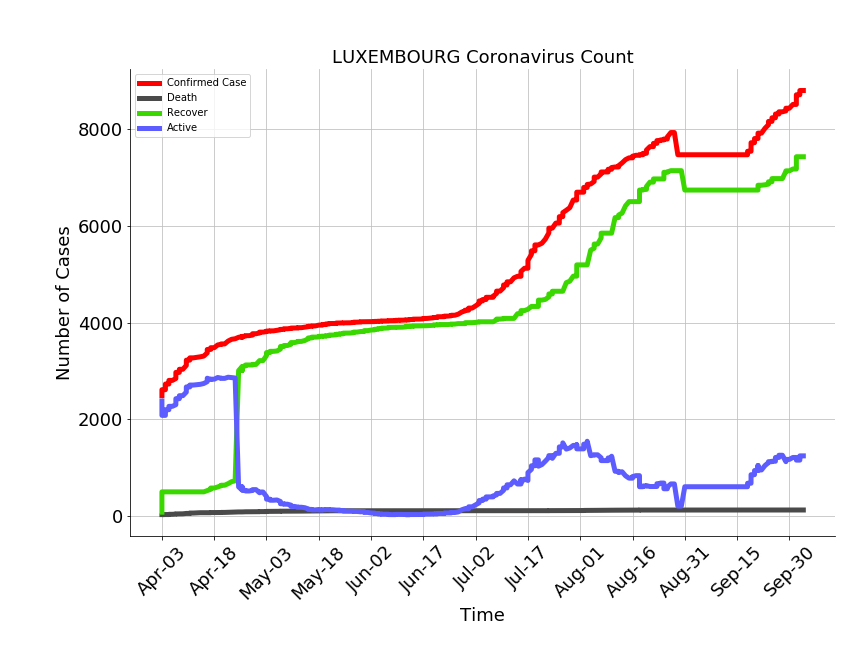 LUXEMBOURG Coronavirus Count
Confirmed Case
Death
Recover
Active
Number of Cases
8000
6000
4000
2000
0
Apr-03
Apr-18
May-03
May-18
Jun-02
Jun-17
Jul-02
Jul-17
Aug-01
Aug-16
Aug-31
Sep-15
Sep-30
Time